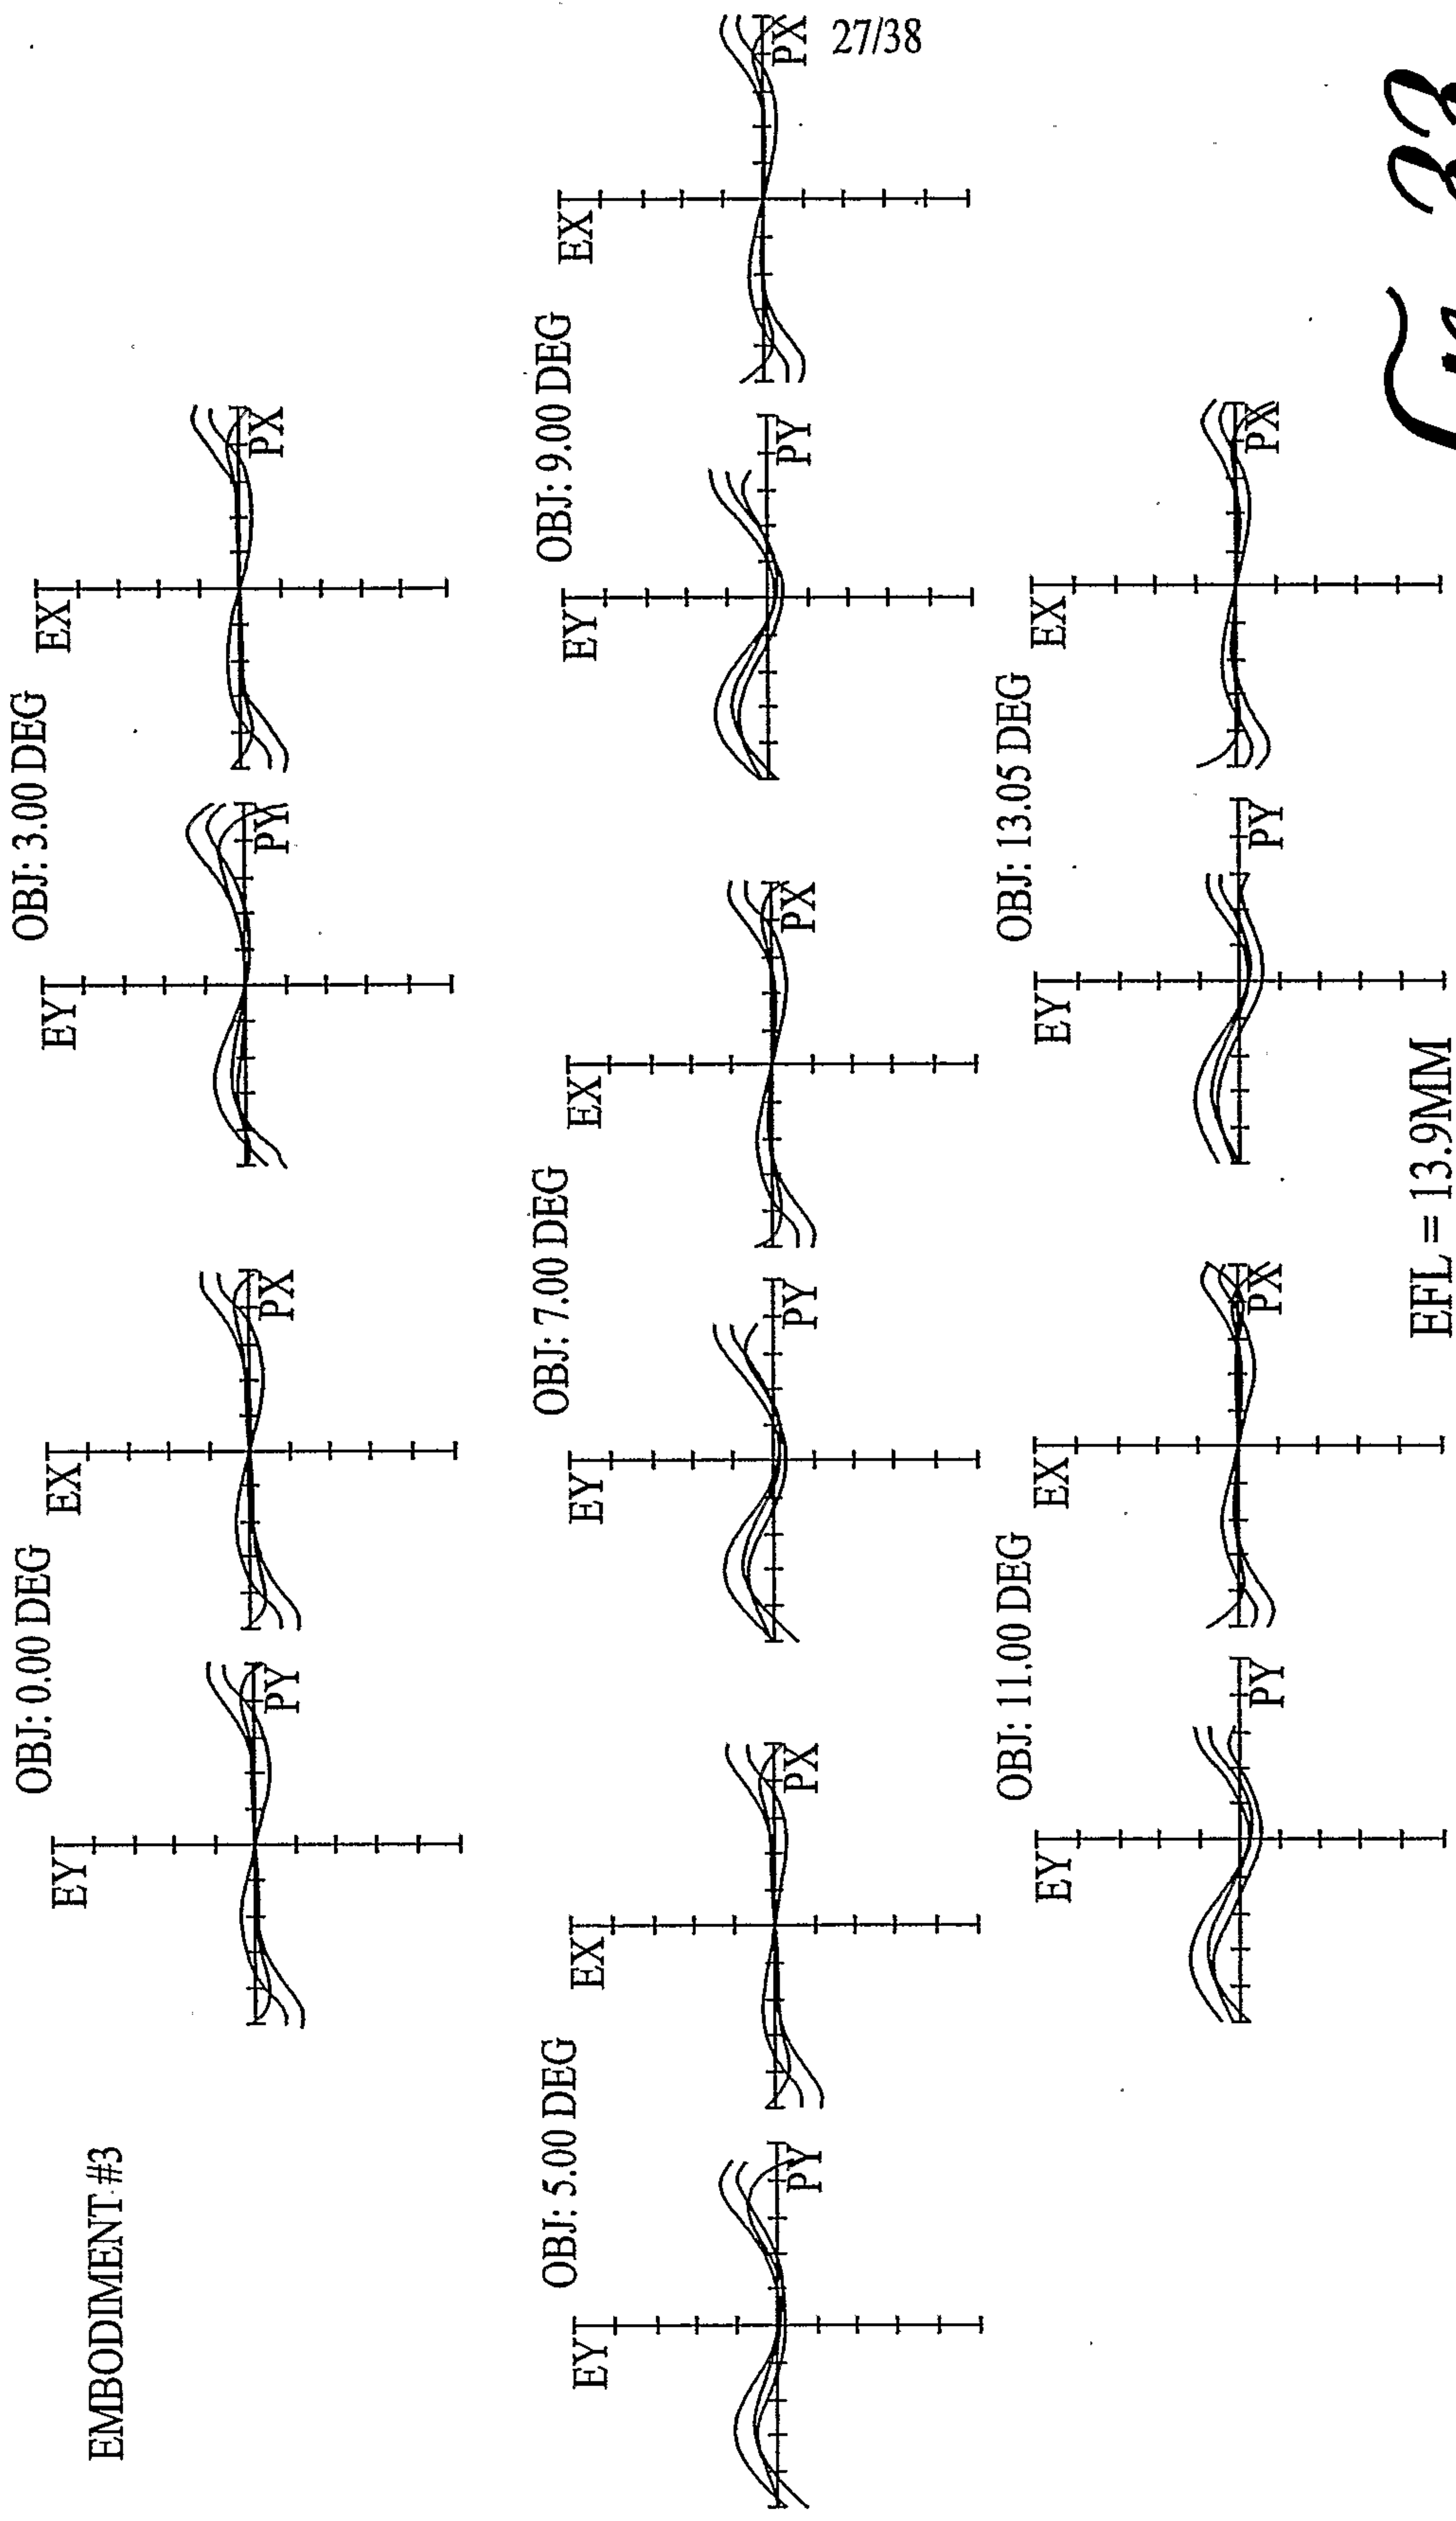 27/38
EMBODIMENT #3
OBJ: 0.00 DEG
EY
PY
EX
PX
OBJ: 3.00 DEG
EY
PY
EX
PX
OBJ: 5.00 DEG
EY
PY
EX
PX
OBJ: 7.00 DEG
EY
PY
EX
PX
OBJ: 9.00 DEG
EY
PY
EX
PX
OBJ: 11.00 DEG
EY
PY
EX
PX
OBJ: 13.05 DEG
EY
PY
EX
PX
EFL = 13.9MM
33